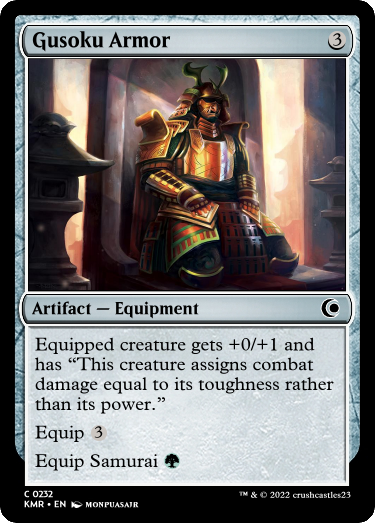 Gusoku Armor 3
Artifact — Equipment
Equipped creature gets +0/+1 and
has “This creature assigns combat
damage equal to its toughness rather
than its power.”
Equip 3
Equip Samurai
C 0232
KMR • EN MONPUASAJR
™ & © 2022 crushcastles23